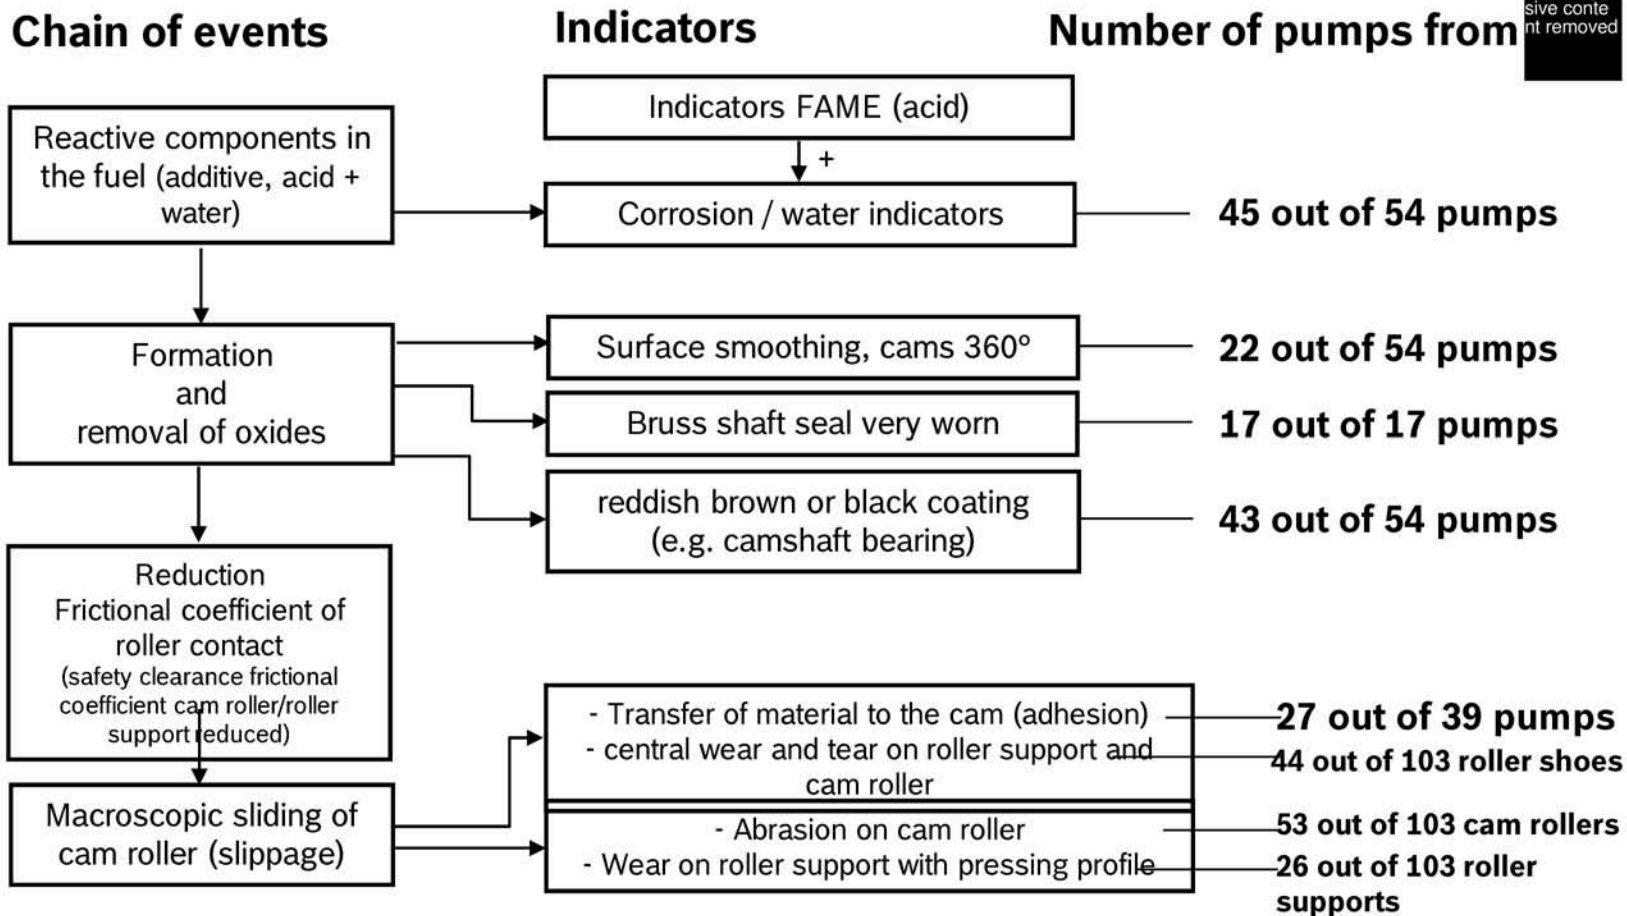 Chain of events
Indicators
Number of pumps from
sive conte
nt removed
Reactive components in
the fuel (additive, acid +
water)
Indicators FAME (acid)
+
Corrosion / water indicators
45 out of 54 pumps
Formation
and
removal of oxides
Surface smoothing, cams 360°
22 out of 54 pumps
Bruss shaft seal very worn
17 out of 17 pumps
reddish brown or black coating
(e.g. camshaft bearing)
43 out of 54 pumps
Reduction
Frictional coefficient of
roller contact
(safety clearance frictional
coefficient cam roller/roller
support reduced)
- Transfer of material to the cam (adhesion)
27 out of 39 pumps
- central wear and tear on roller support and
cam roller
44 out of 103 roller shoes
Macroscopic sliding of
cam roller (slippage)
- Abrasion on cam roller
53 out of 103 cam rollers
- Wear on roller support with pressing profile
26 out of 103 roller
supports